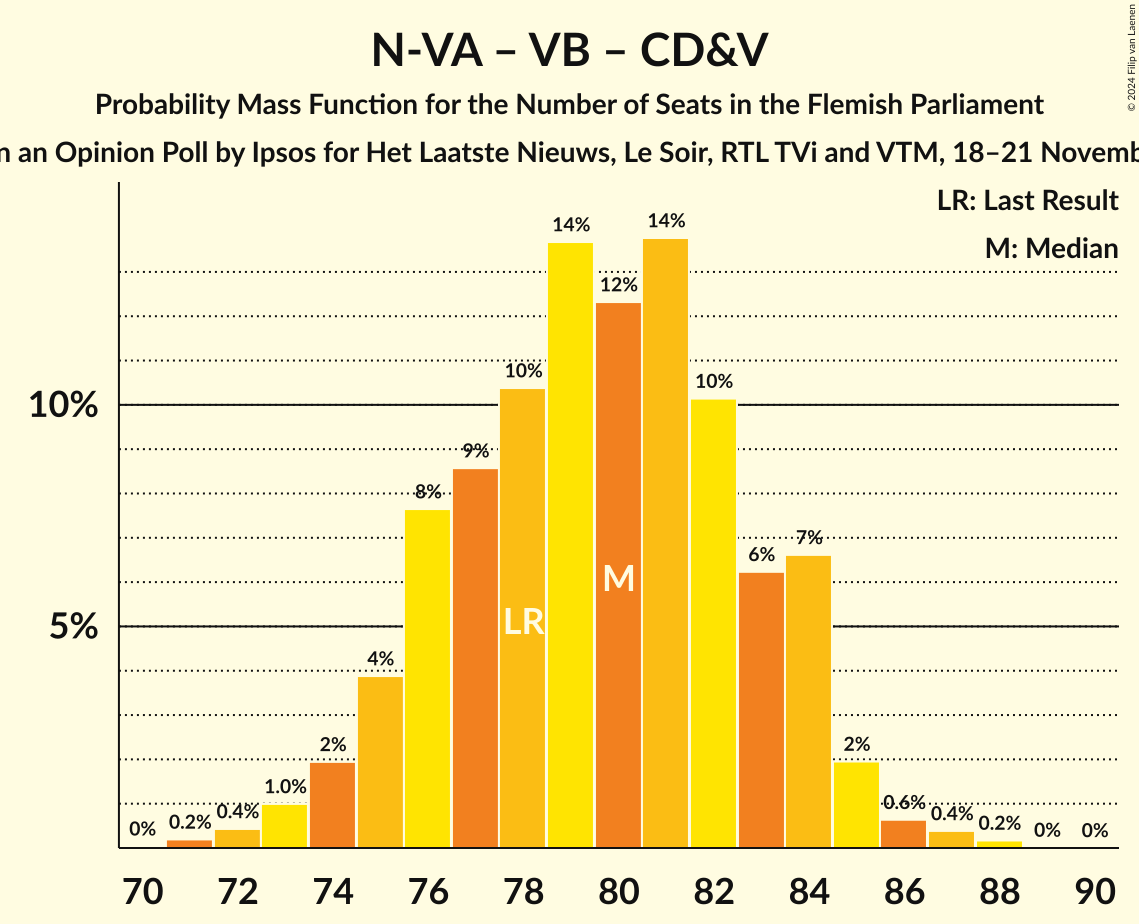 © 2024 Filip van Laenen
N-VA – VB – CD&V
Probability Mass Function for the Number of Seats in the Flemish Parliament
an Opinion Poll by Ipsos for Het Laatste Nieuws, Le Soir, RTL TVi and VTM, 18–21
LR: Last Result
M: Median
14% 14%
12%
10% 10%
10%
9%
8%
7%
6%
M
LR
5%
4%
2% 2%
1.0%
0% 0.2% 0.4% 0.6% 0.4% 0.2% 0% 0%
70 72 74 76 78 80 82 84 86 88 90